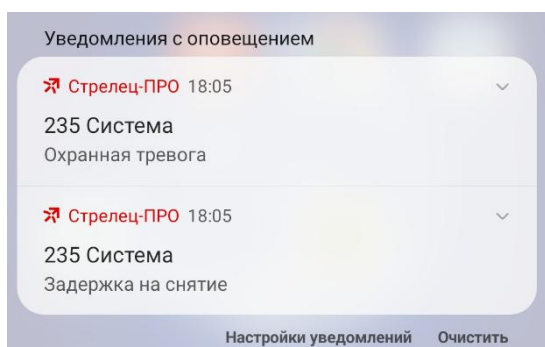 Уведомления с оповещением
Стрелец-ПРО 18:05
235 Система
Охранная тревога
Стрелец-ПРО 18:05
235 Система
Задержка на снятие
Настройки уведомлений Очистить